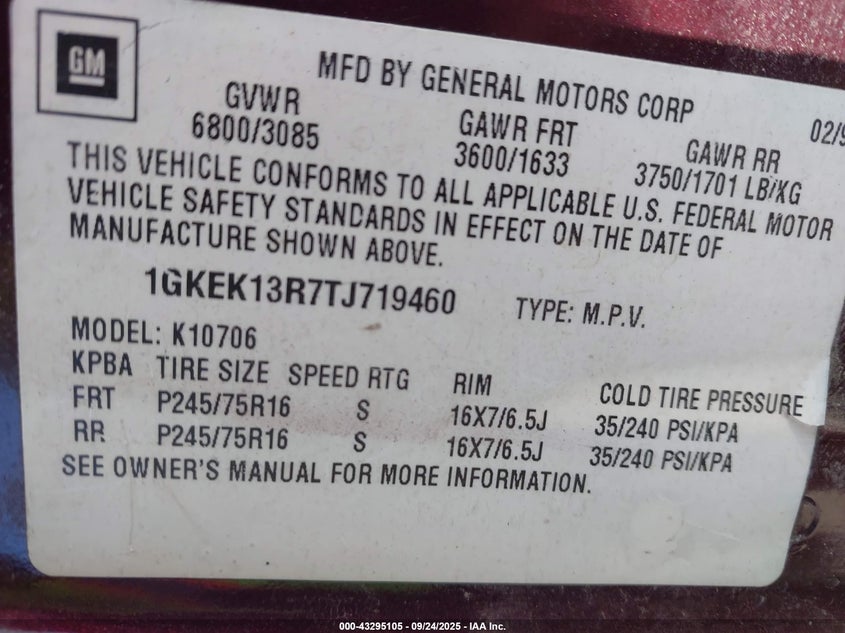 GM
MFD BY GENERAL MOTORS CORP
02/9
GVWR GAWR FRT GAWR RR
6800/3085 3600/1633 3750/1701 LB/KG
THIS VEHICLE CONFORMS TO ALL APPLICABLE U.S. FEDERAL MOTOR
VEHICLE SAFETY STANDARDS IN EFFECT ON THE DATE OF
MANUFACTURE SHOWN ABOVE.
1GKEK13R7TJ719460 TYPE: M.P.V.
MODEL: K10706
KPBA TIRE SIZE SPEED RTG RIM COLD TIRE PRESSURE
FRT P245/75R16 S 16X7/6.5J 35/240 PSI/KPA
RR P245/75R16 S 16X7/6.5J 35/240 PSI/KPA
SEE OWNER'S MANUAL FOR MORE INFORMATION.
000-43295105 - 09/24/2025 - IAA Inc.